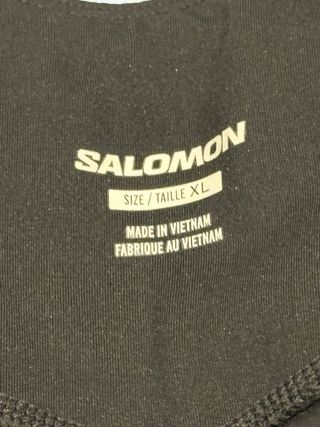 SALOMON
SIZE / TAILLE XL
MADE IN VIETNAM
FABRIQUE AU VIETNAM